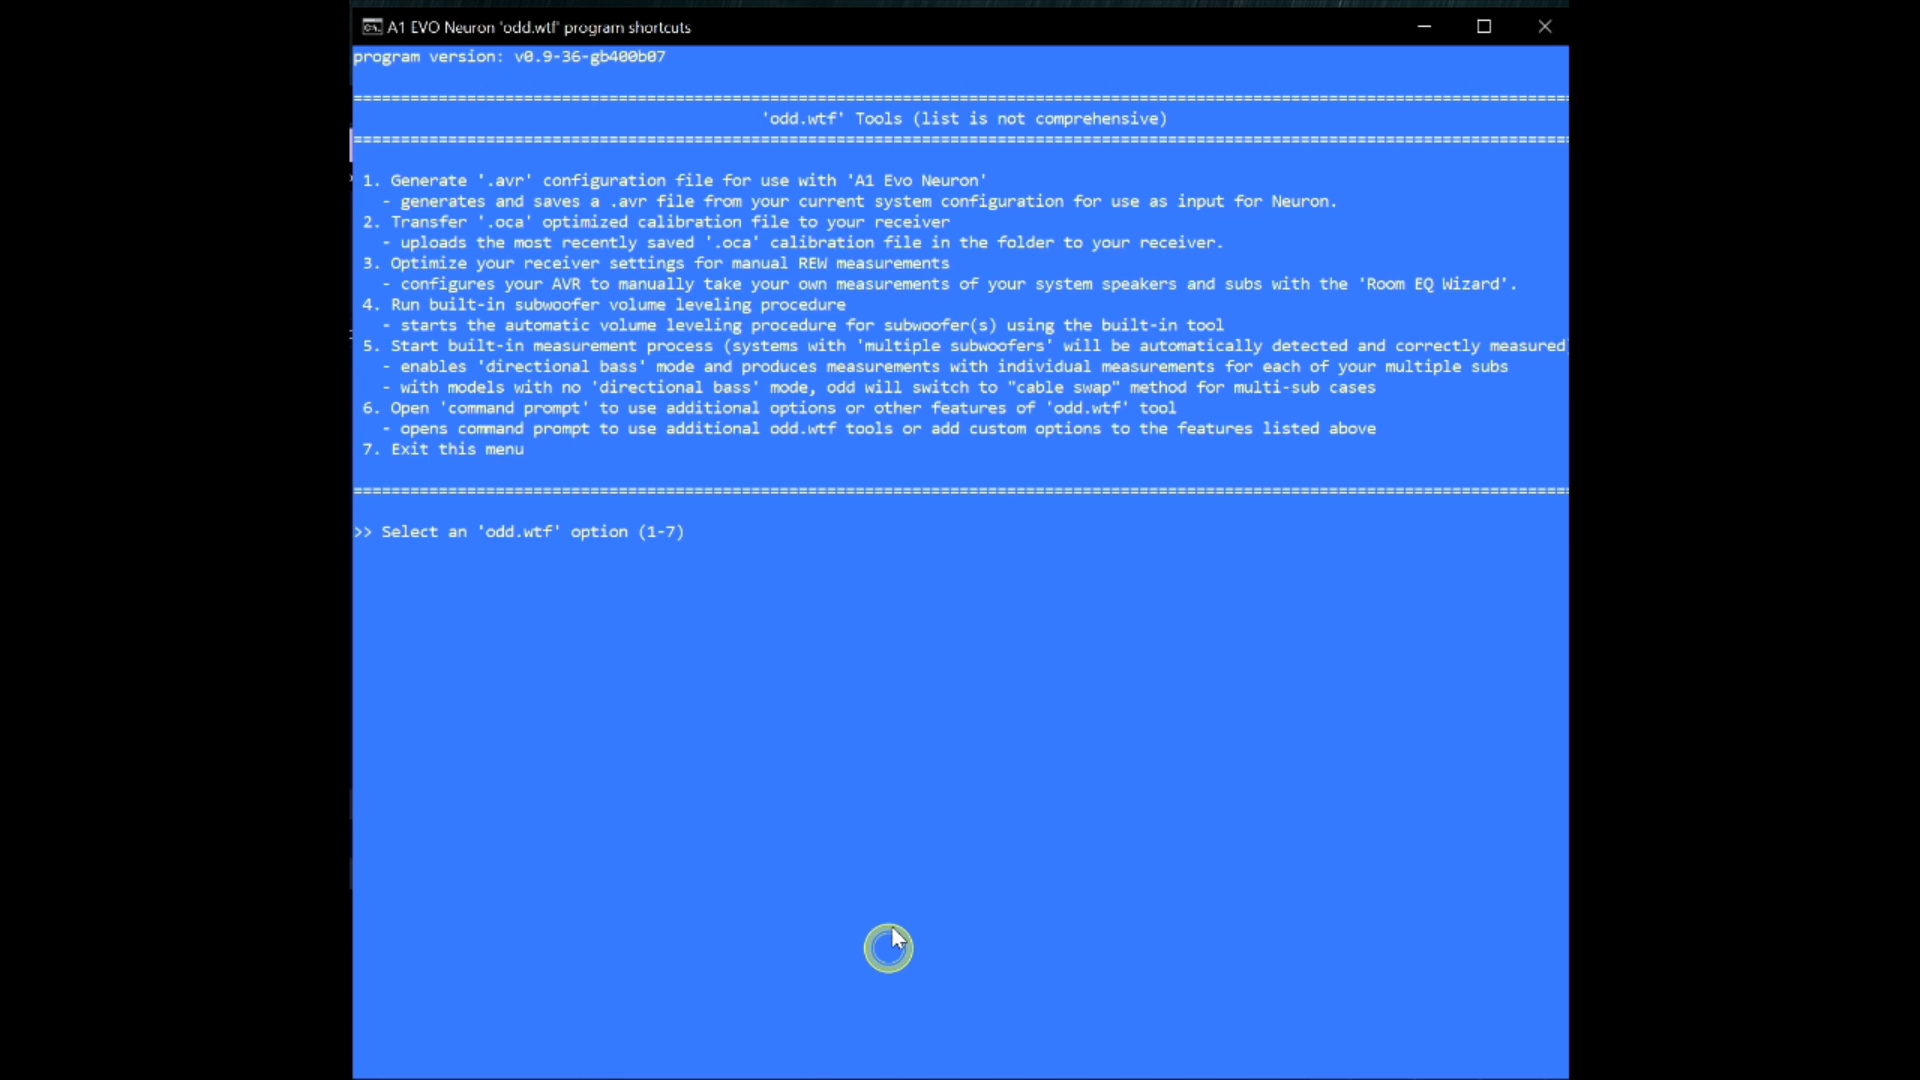 A1 EVO Neuron 'odd.wtf' program shortcuts
program version: v0.9-36-gb400b07
'odd.wtf' Tools (list is not comprehensive)
1. Generate '.avr' configuration file for use with 'A1 Evo Neuron'
- generates and saves a .avr file from your current system configuration for use as input for Neuron.
2. Transfer '.oca' optimized calibration file to your receiver
- uploads the most recently saved '.oca' calibration file in the folder to your receiver.
3. Optimize your receiver settings for manual REW measurements
- configures your AVR to manually take your own measurements of your system speakers and subs with the 'Room EQ Wizard'.
4. Run built-in subwoofer volume leveling procedure
- starts the automatic volume leveling procedure for subwoofer(s) using the built-in tool
5. Start built-in measurement process (systems with 'multiple subwoofers' will be automatically detected and correctly measured)
- enables 'directional bass' mode and produces measurements with individual measurements for each of your multiple subs
- with models with no 'directional bass' mode, odd will switch to "cable swap" method for multi-sub cases
6. Open 'command prompt' to use additional options or other features of 'odd.wtf' tool
- opens command prompt to use additional odd.wtf tools or add custom options to the features listed above
7. Exit this menu
>> Select an 'odd.wtf' option (1-7)